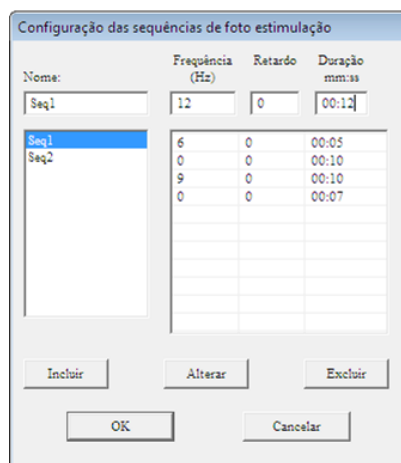 Configuração das sequências de foto estimulação
Nome:
Frequência (Hz)
Retardo
Duração mm:ss
Seq1
12
0
00:12
Seq1
Seq2
6 0 00:05
0 0 00:10
9 0 00:10
0 0 00:07
Incluir Alterar Excluir
OK Cancelar